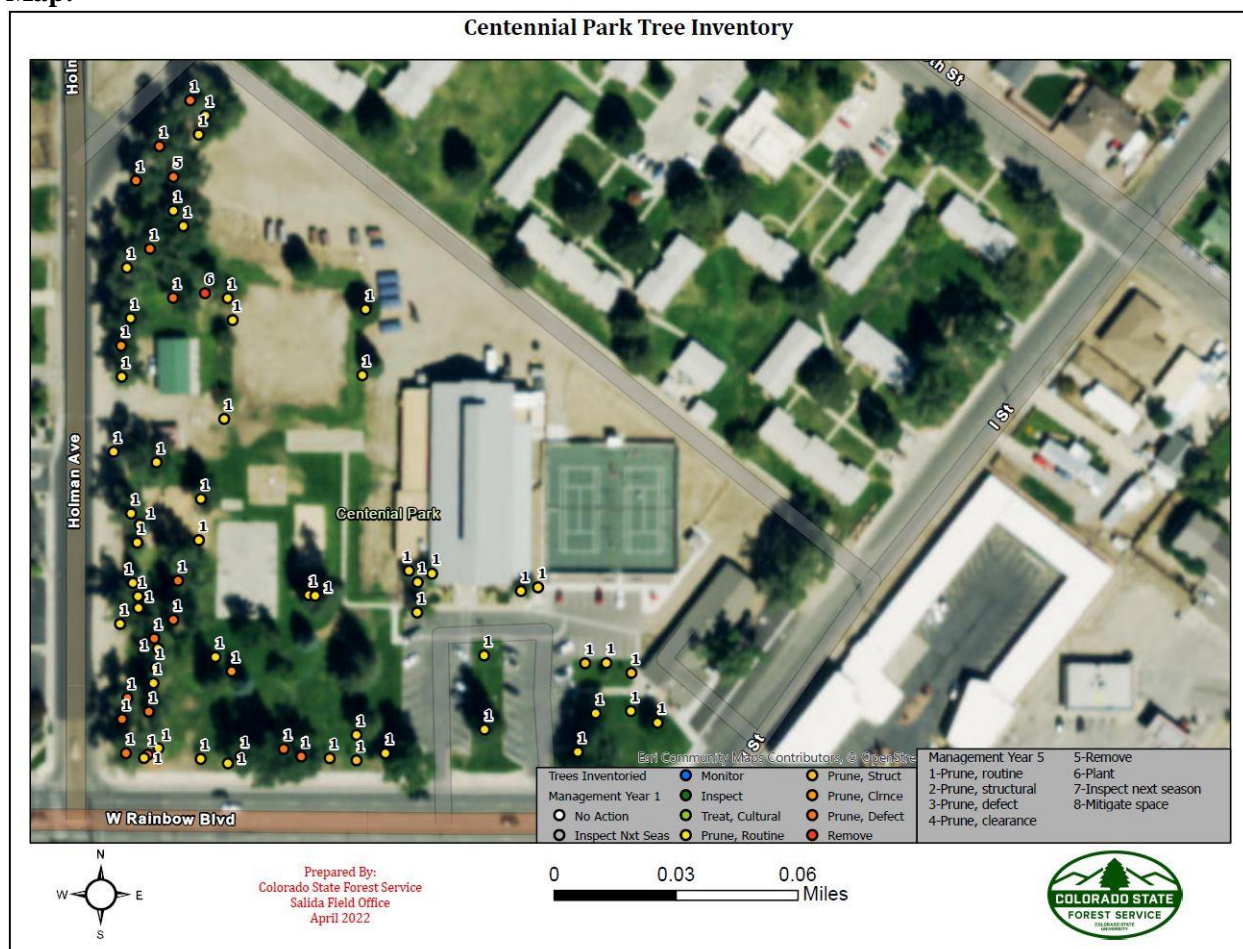 Map:
Centennial Park Tree Inventory
Holman Ave
W Rainbow Blvd
I St
Centenial Park
Esri Community Maps Contributors, © OpenStre
Trees Inventoried
Management Year 1
No Action
Inspect Nxt Seas
Monitor
Inspect
Treat, Cultural
Prune, Routine
Prune, Struct
Prune, Clrnce
Prune, Defect
Remove
Management Year 5
1-Prune, routine
2-Prune, structural
3-Prune, defect
4-Prune, clearance
5-Remove
6-Plant
7-Inspect next season
8-Mitigate space
N
W
E
S
Prepared By:
Colorado State Forest Service
Salida Field Office
April 2022
0
0.03
0.06
Miles
COLORADO STATE
FOREST SERVICE
COLORADO STATE
UNIVERSITY